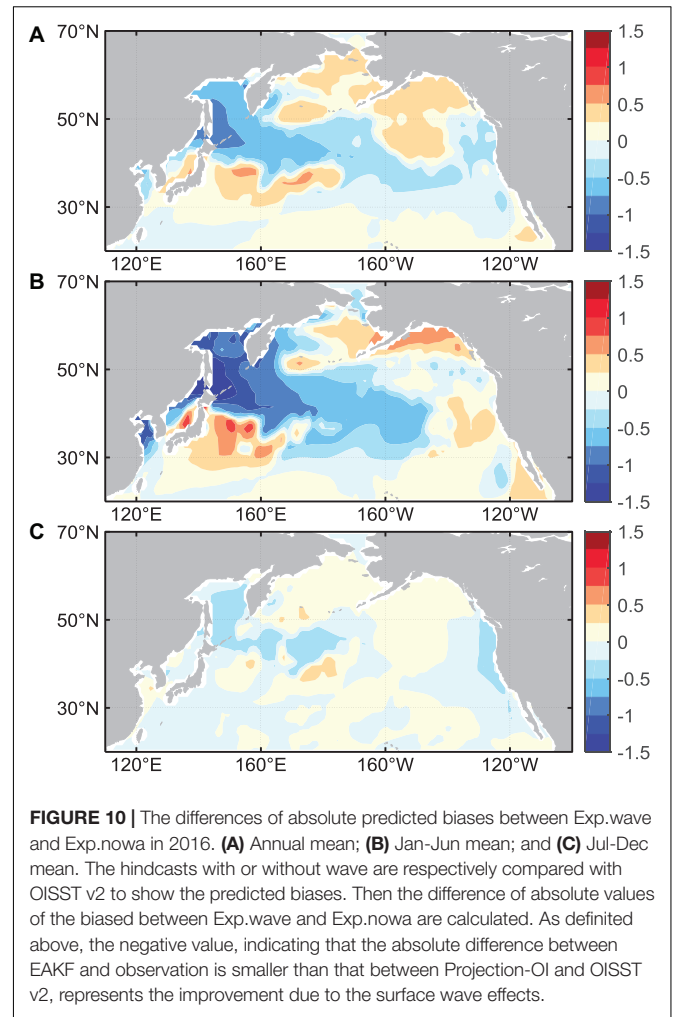 A
70°N
50°N
30°N
120°E 160°E 160°W 120°W
1.5
1
0.5
0
-0.5
-1
-1.5
B
70°N
50°N
30°N
120°E 160°E 160°W 120°W
1.5
1
0.5
0
-0.5
-1
-1.5
C
70°N
50°N
30°N
120°E 160°E 160°W 120°W
1.5
1
0.5
0
-0.5
-1
-1.5
FIGURE 10 | The differences of absolute predicted biases between Exp.wave
and Exp.nowa in 2016. (A) Annual mean; (B) Jan-Jun mean; and (C) Jul-Dec
mean. The hindcasts with or without wave are respectively compared with
OISST v2 to show the predicted biases. Then the difference of absolute values
of the biased between Exp.wave and Exp.nowa are calculated. As definited
above, the negative value, indicating that the absolute difference between
EAKF and observation is smaller than that between Projection-OI and OISST
v2, represents the improvement due to the surface wave effects.